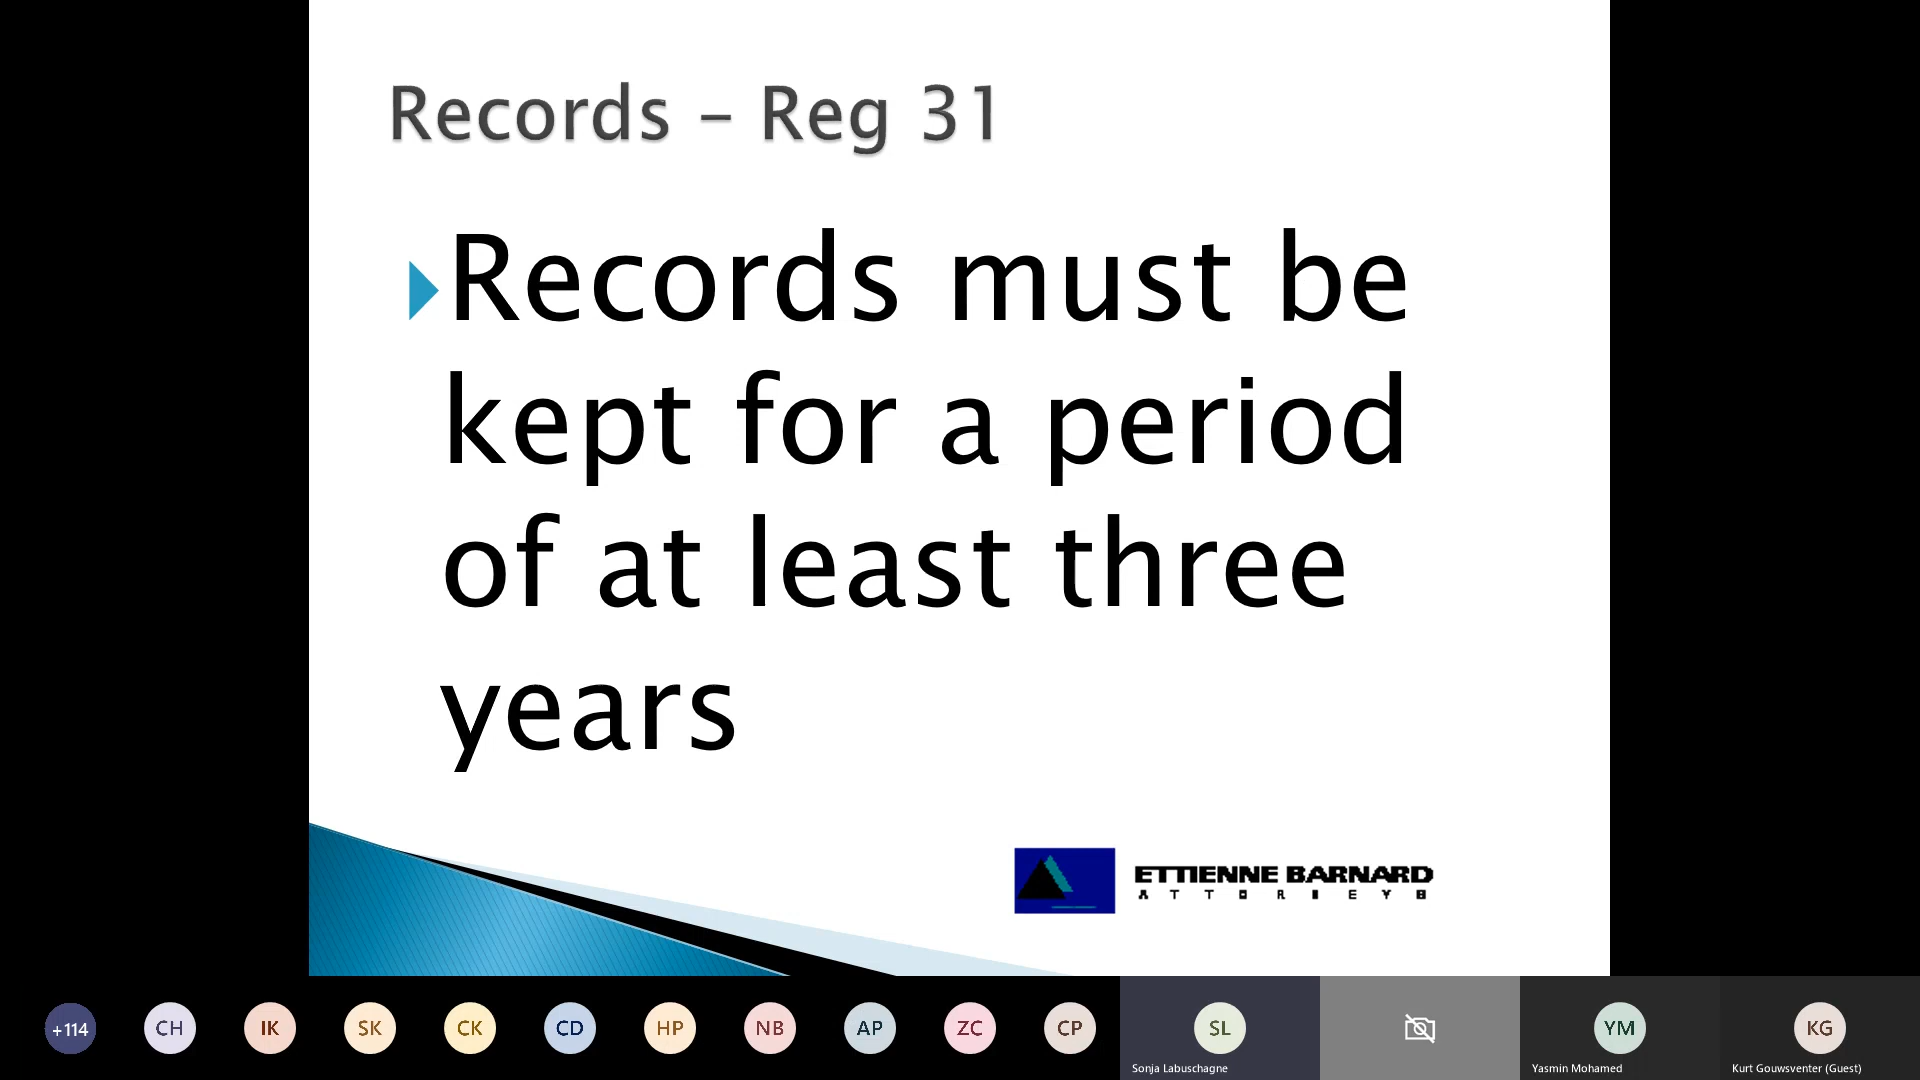 Records – Reg 31
Records must be
kept for a period
of at least three
years
ETTIENNE BARNARD
ATTORNEYS
+114
CH
IK
SK
CK
CD
HP
NB
AP
ZC
CP
SL
YM
KG
Sonja Labuschagne
Yasmin Mohamed
Kurt Gouwsventer (Guest)